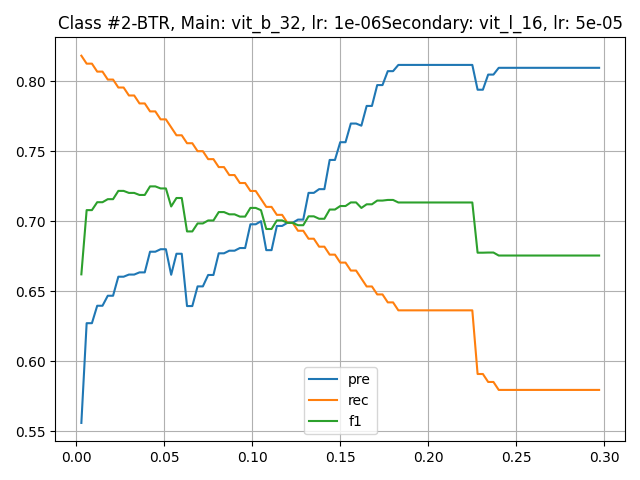 Class #2-BTR, Main: vit_b_32, lr: 1e-06Secondary: vit_l_16, lr: 5e-05
0.80
0.75
0.70
0.65
0.60
0.55
pre
rec
f1
0.00 0.05 0.10 0.15 0.20 0.25 0.30